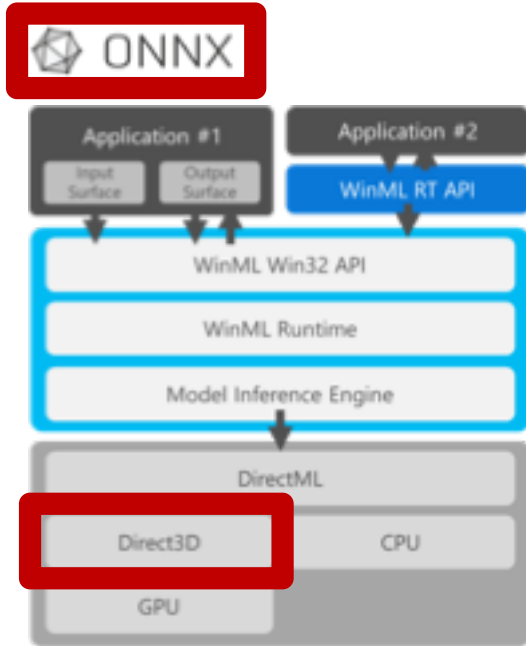 ONNX
Application #1
Input
Surface
Output
Surface
Application #2
WinML RT API
WinML Win32 API
WinML Runtime
Model Inference Engine
DirectML
Direct3D
CPU
GPU